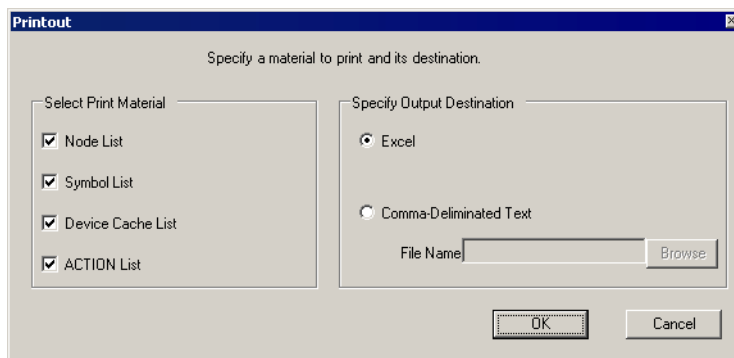 Printout
Specify a material to print and its destination.
Select Print Material
Node List
Symbol List
Device Cache List
ACTION List
Specify Output Destination
Excel
Comma-Deliminated Text
File Name
Browse
OK
Cancel